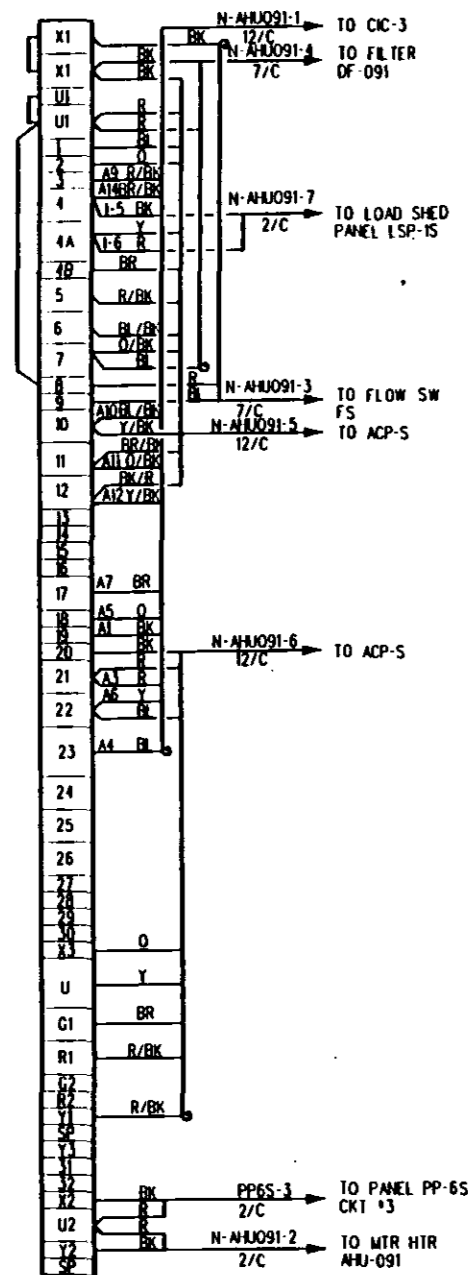 N-AHU091-1 TO CIC-3
X1 BK 12/C
BK N-AHU091-4 TO FILTER
X1 BK 7/C DF-091
U1
U1 R
R
1 BL
2 O
3 A9 R/BK
A14 BR/BK
4 1-5 BK N-AHU091-7
Y 2/C TO LOAD SHED
4A 1-6 R PANEL LSP-1S
4B BR
5 R/BK
6 BL/BK
O/BK
7 BL
8 R
BL N-AHU091-3 TO FLOW SW
9 A10 BL/BK 7/C FS
10 Y/BK N-AHU091-5 TO ACP-S
BR/BK 12/C
11 A11 O/BK
BK/R
12 A12 Y/BK
13
14
15
16
17 A7 BR
18 A5 O
19 A1 BK
20 BK N-AHU091-6 TO ACP-S
R 12/C
21 A3 R
A6 Y
22 BL
23 A4 BL
24
25
26
27
28
29
30
X3 O
U Y
G1 BR
R1 R/BK
G2
R2
Y1 R/BK
SP
Y3
31
32
X2 BK PP6S-3 TO PANEL PP-6S
R 2/C CKT #3
U2 R
Y2 BK N-AHU091-2 TO MTR HTR
SP 2/C AHU-091